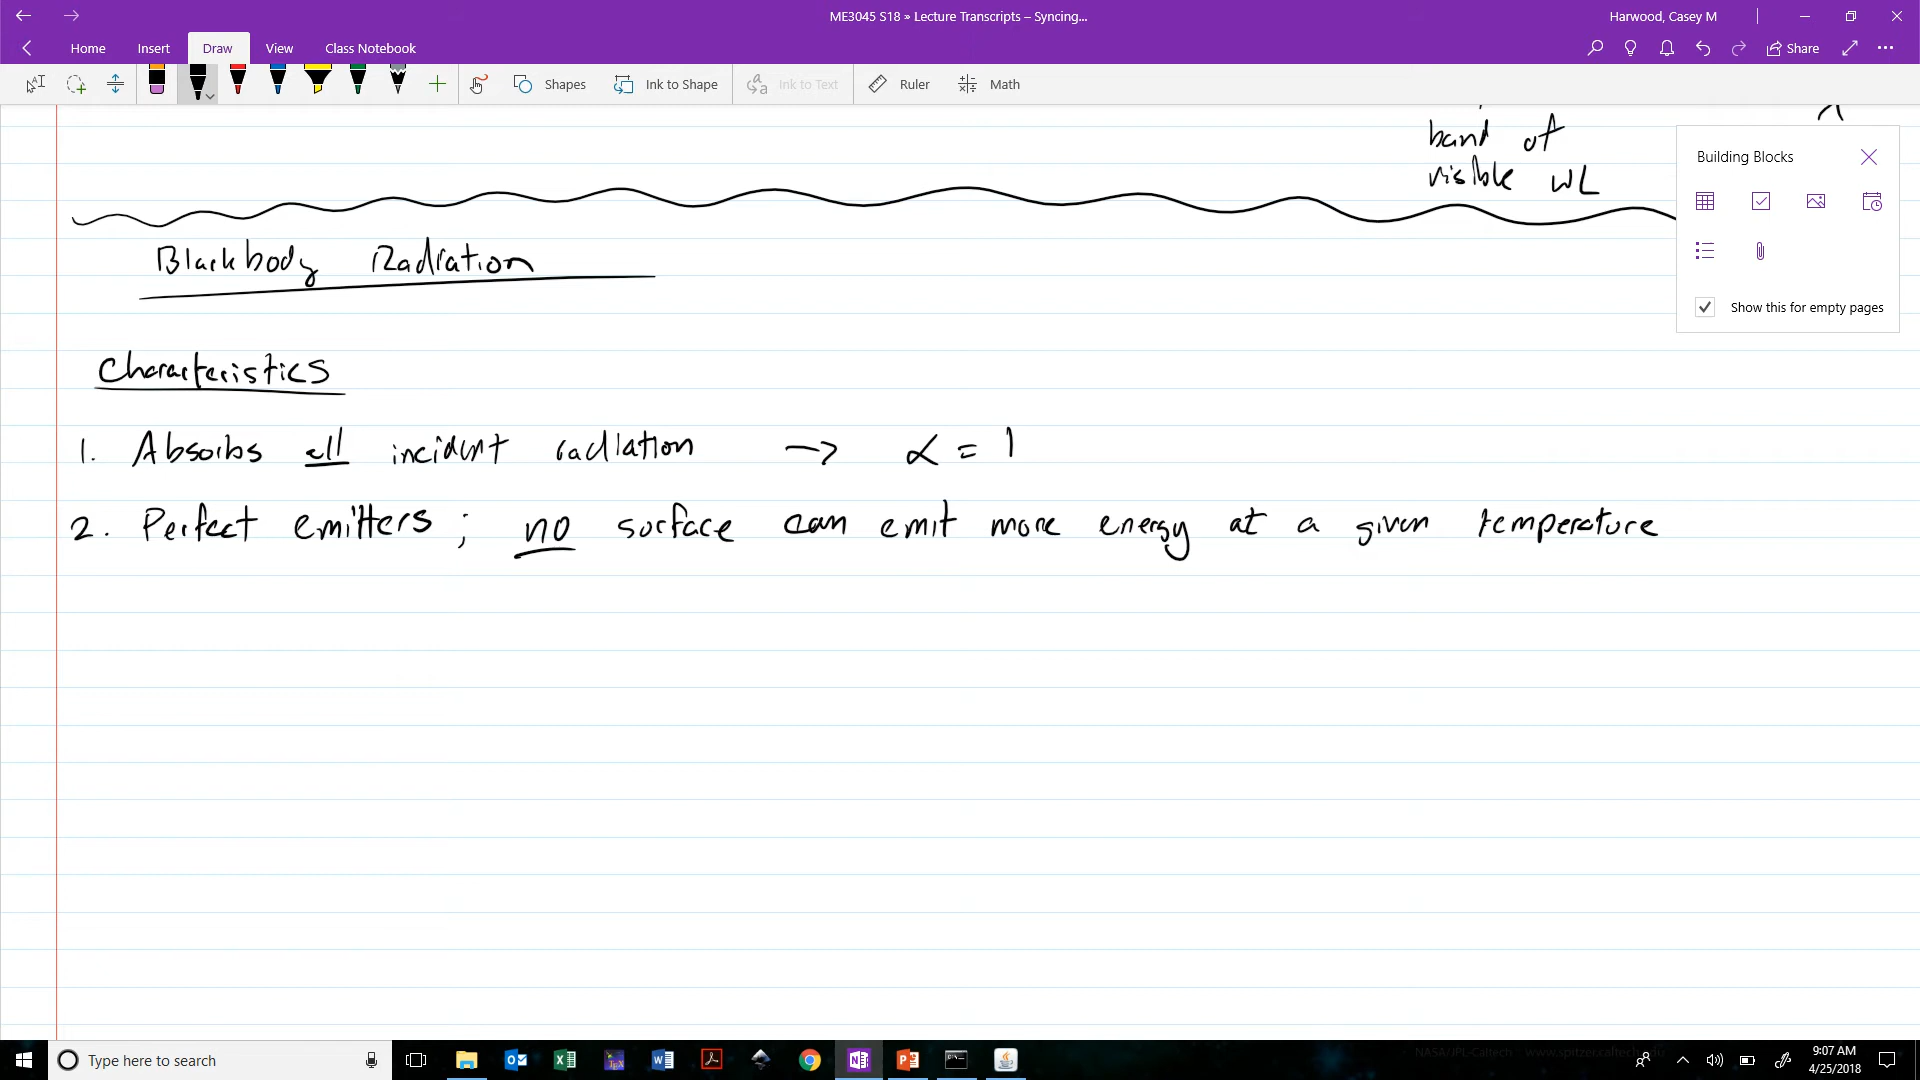 ME3045 S18 » Lecture Transcripts – Syncing...
Harwood, Casey M
Home Insert Draw View Class Notebook
Share
Shapes Ink to Shape Ink to Text Ruler Math
band of
visible WL
λ
Building Blocks
Show this for empty pages
Blackbody Radiation
Characteristics
1. Absorbs all incident radiation → α = 1
2. Perfect emitters; no surface can emit more energy at a given temperature
Type here to search
NASA/JPL-Caltech
9:07 AM
4/25/2018